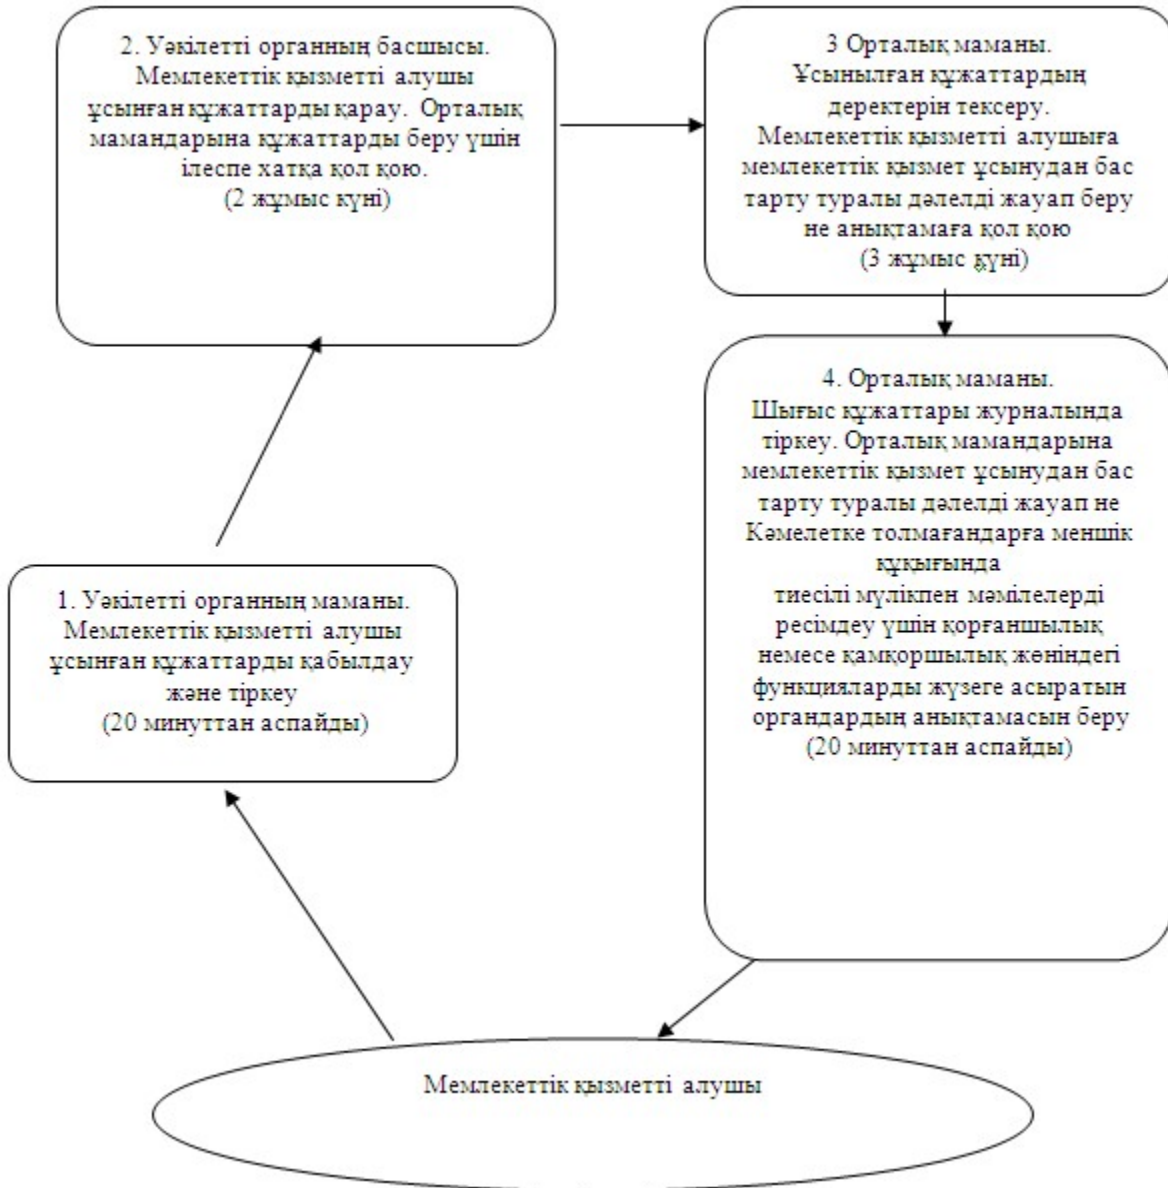 2. Уәкілетті органның басшысы.
Мемлекеттік қызметті алушы
ұсынған құжаттарды қарау. Орталық
мамандарына құжаттарды беру үшін
ілеспе хатқа қол қою.
(2 жұмыс күні)
3 Орталық маманы.
Ұсынылған құжаттардың
деректерін тексеру.
Мемлекеттік қызметті алушыға
мемлекеттік қызмет ұсынудан бас
тарту туралы дәлелді жауап беру
не анықтамаға қол қою
(3 жұмыс күні)
4. Орталық маманы.
Шығыс құжаттары журналында
тіркеу. Орталық мамандарына
мемлекеттік қызмет ұсынудан бас
тарту туралы дәлелді жауап не
Кәмелетке толмағандарға меншік
құқығында
тиесілі мүлікпен мәмілелерді
ресімдеу үшін қорғаншылық
немесе қамқоршылық жөніндегі
функцияларды жүзеге асыратын
органдардың анықтамасын беру
(20 минуттан аспайды)
1. Уәкілетті органның маманы.
Мемлекеттік қызметті алушы
ұсынған құжаттарды қабылдау
және тіркеу
(20 минуттан аспайды)
Мемлекеттік қызметті алушы